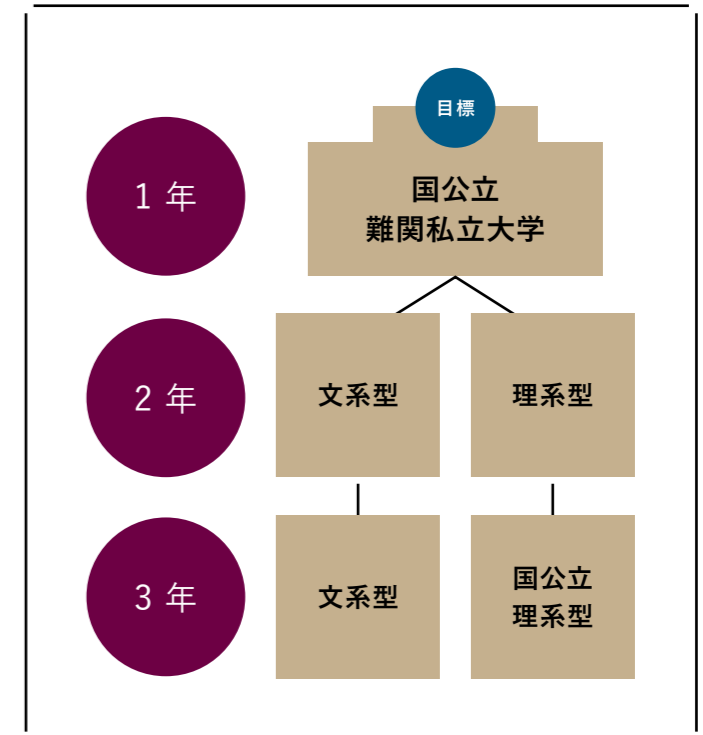 目標
1 年
国公立
難関私立大学
2 年
文系型
理系型
3 年
文系型
国公立
理系型